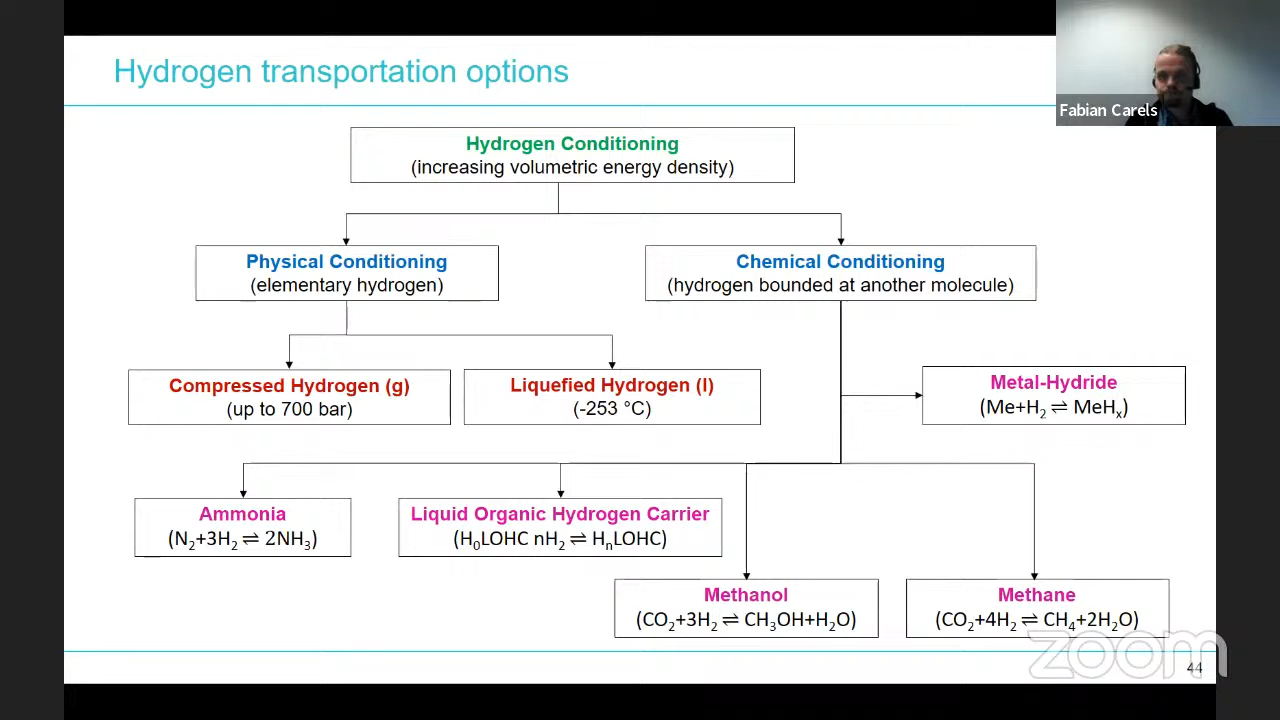 Hydrogen transportation options
Fabian Carels
Hydrogen Conditioning
(increasing volumetric energy density)
Physical Conditioning
(elementary hydrogen)
Chemical Conditioning
(hydrogen bounded at another molecule)
Compressed Hydrogen (g)
(up to 700 bar)
Liquefied Hydrogen (l)
(-253 °C)
Metal-Hydride
(Me+H₂ ⇌ MeHₓ)
Ammonia
(N₂+3H₂ ⇌ 2NH₃)
Liquid Organic Hydrogen Carrier
(H₀LOHC nH₂ ⇌ HₙLOHC)
Methanol
(CO₂+3H₂ ⇌ CH₃OH+H₂O)
Methane
(CO₂+4H₂ ⇌ CH₄+2H₂O)
zoom
44